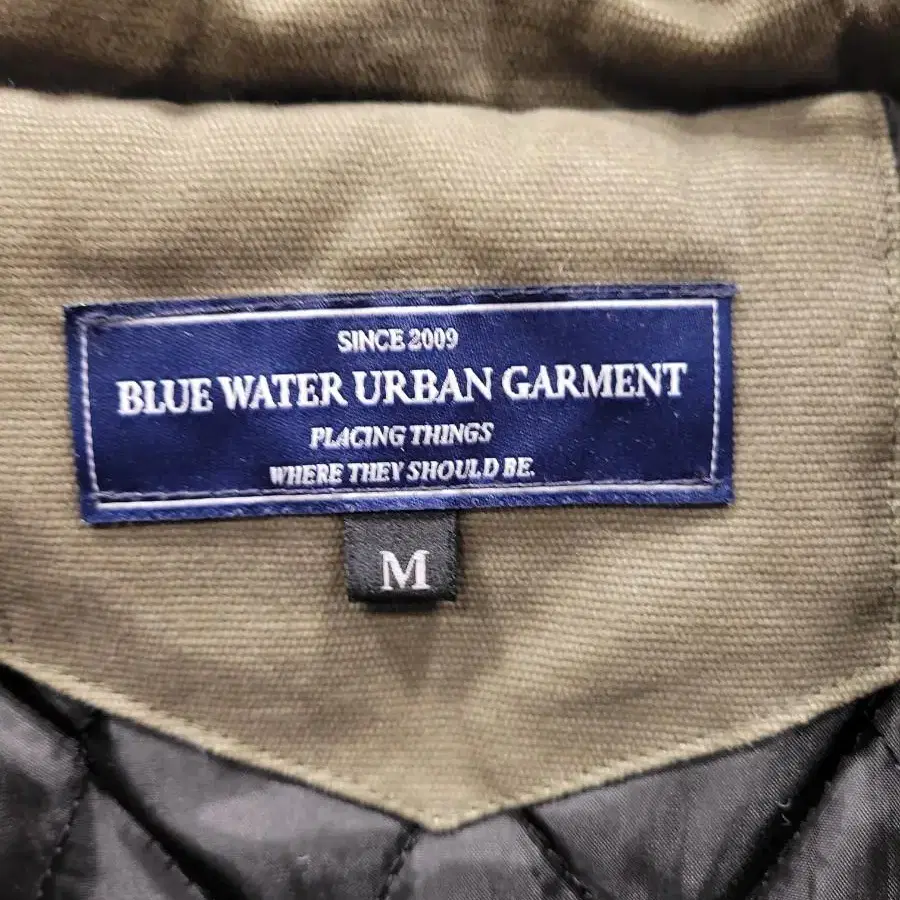 SINCE 2009
BLUE WATER URBAN GARMENT
PLACING THINGS
WHERE THEY SHOULD BE.
M